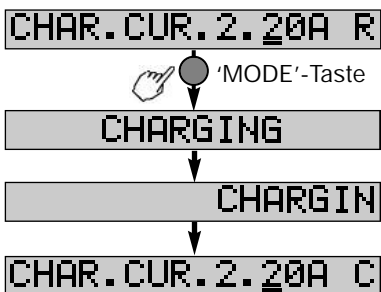 CHAR.CUR.2.20A R
'MODE'-Taste
CHARGING
CHARGIN
CHAR.CUR.2.20A C